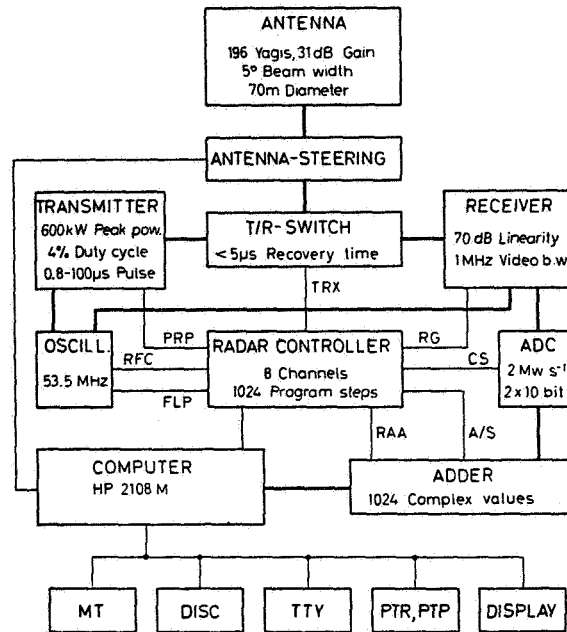 ANTENNA
196 Yagis, 31 dB Gain
5° Beam width
70m Diameter
ANTENNA-STEERING
TRANSMITTER
600kW Peak pow.
4% Duty cycle
0.8-100µs Pulse
T/R-SWITCH
<5µs Recovery time
RECEIVER
70 dB Linearity
1MHz Video b.w.
TRX
PRP
RG
OSCILL.
53.5 MHz
RFC
FLP
RADAR CONTROLLER
8 Channels
1024 Program steps
CS
ADC
2 Mw s⁻¹
2 x 10 bit
RAA
A/S
COMPUTER
HP 2108 M
ADDER
1024 Complex values
MT
DISC
TTY
PTR, PTP
DISPLAY